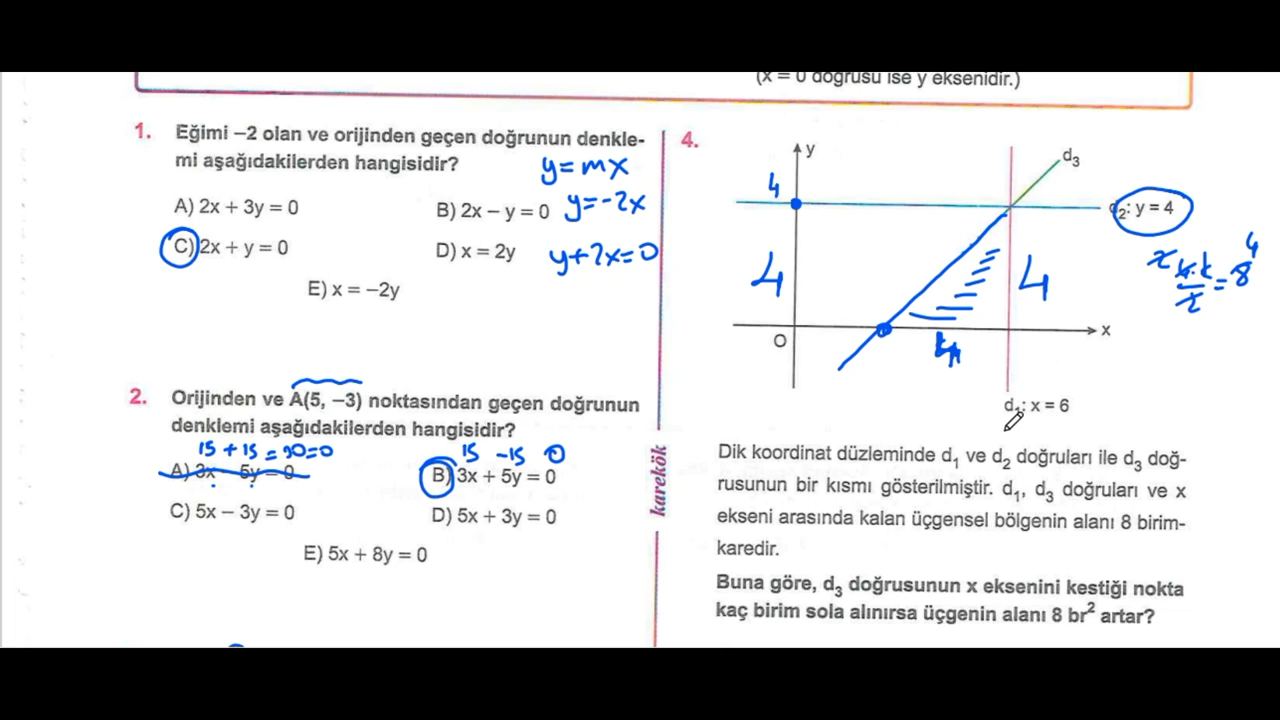 (x = 0 doğrusu ise y eksenidir.)
1. Eğimi –2 olan ve orijinden geçen doğrunun denkle-
mi aşağıdakilerden hangisidir?
y = mx
A) 2x + 3y = 0
B) 2x – y = 0
y = -2x
C) 2x + y = 0
D) x = 2y
y + 2x = 0
E) x = –2y
2. Orijinden ve A(5, –3) noktasından geçen doğrunun
denklemi aşağıdakilerden hangisidir?
15 + 15 = 30 = 0
15 -15 0
A) 3x – 5y = 0
B) 3x + 5y = 0
C) 5x – 3y = 0
D) 5x + 3y = 0
E) 5x + 8y = 0
karekök
4.
y
d₃
4
d₂: y = 4
4
4
= 8
4
O
x
d₁: x = 6
Dik koordinat düzleminde d₁ ve d₂ doğruları ile d₃ doğ-
rusunun bir kısmı gösterilmiştir. d₁, d₃ doğruları ve x
ekseni arasında kalan üçgensel bölgenin alanı 8 birim-
karedir.
Buna göre, d₃ doğrusunun x eksenini kestiği nokta
kaç birim sola alınırsa üçgenin alanı 8 br² artar?